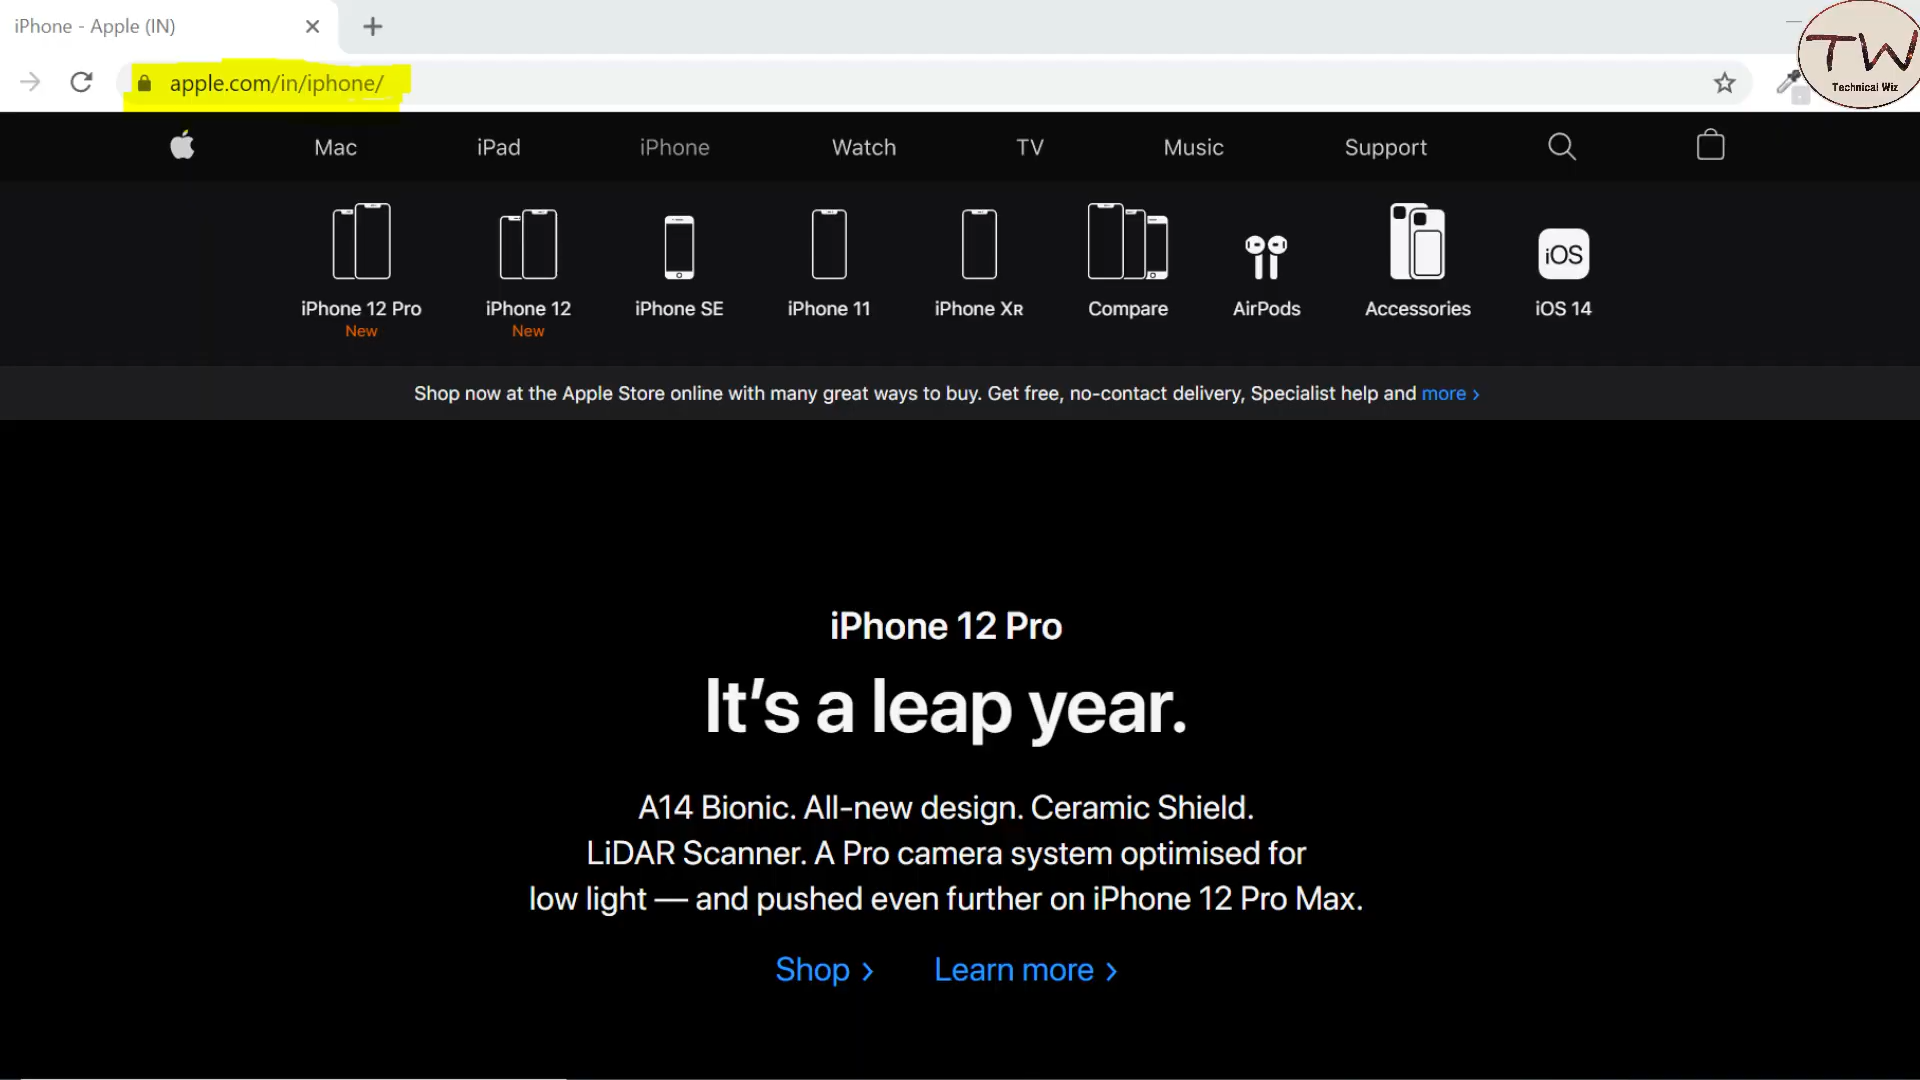 iPhone - Apple (IN)
apple.com/in/iphone/
TW
Technical Wiz
Mac iPad iPhone Watch TV Music Support
iOS
iPhone 12 Pro iPhone 12 iPhone SE iPhone 11 iPhone XR Compare AirPods Accessories iOS 14
New New
Shop now at the Apple Store online with many great ways to buy. Get free, no-contact delivery, Specialist help and more >
iPhone 12 Pro
It's a leap year.
A14 Bionic. All-new design. Ceramic Shield.
LiDAR Scanner. A Pro camera system optimised for
low light — and pushed even further on iPhone 12 Pro Max.
Shop > Learn more >